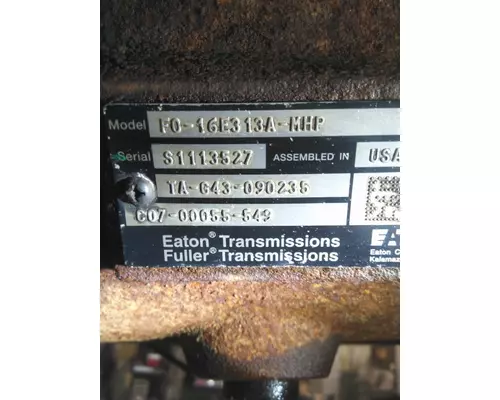 Model FO-16E313A-MHP
Serial S1113527 ASSEMBLED IN USA
TA-G43-090235
C07-00055-549
Eaton® Transmissions
Fuller® Transmissions